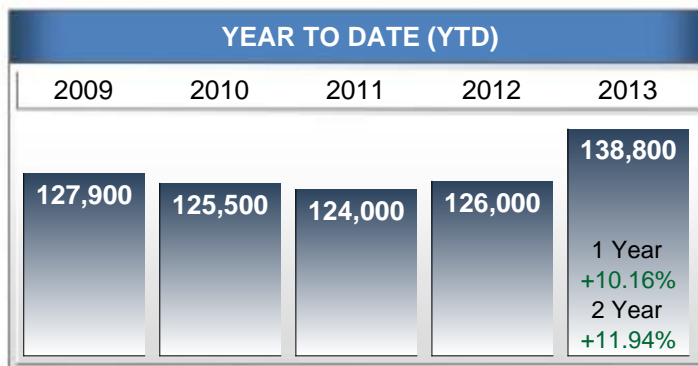 YEAR TO DATE (YTD)
2009 2010 2011 2012 2013
127,900 125,500 124,000 126,000 138,800
1 Year
+10.16%
2 Year
+11.94%